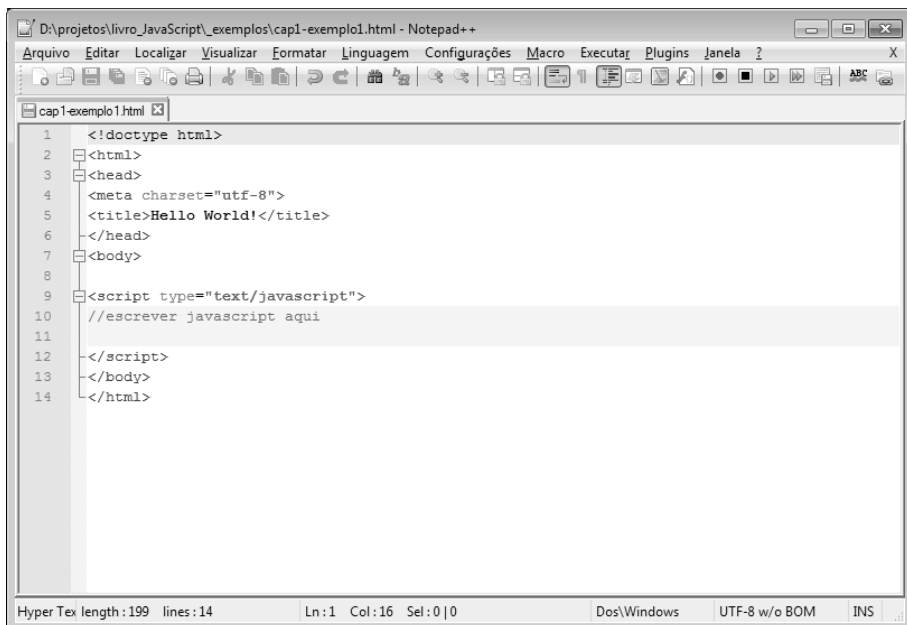 D:\projetos\livro_JavaScript\_exemplos\cap1-exemplo1.html - Notepad++
Arquivo Editar Localizar Visualizar Formatar Linguagem Configurações Macro Executar Plugins Janela ? X
ABC
cap1-exemplo1.html
1 <!doctype html>
2 <html>
3 <head>
4 <meta charset="utf-8">
5 <title>Hello World!</title>
6 </head>
7 <body>
8
9 <script type="text/javascript">
10 //escrever javascript aqui
11
12 </script>
13 </body>
14 </html>
Hyper Tex length : 199 lines : 14 Ln : 1 Col : 16 Sel : 0 | 0 Dos\Windows UTF-8 w/o BOM INS